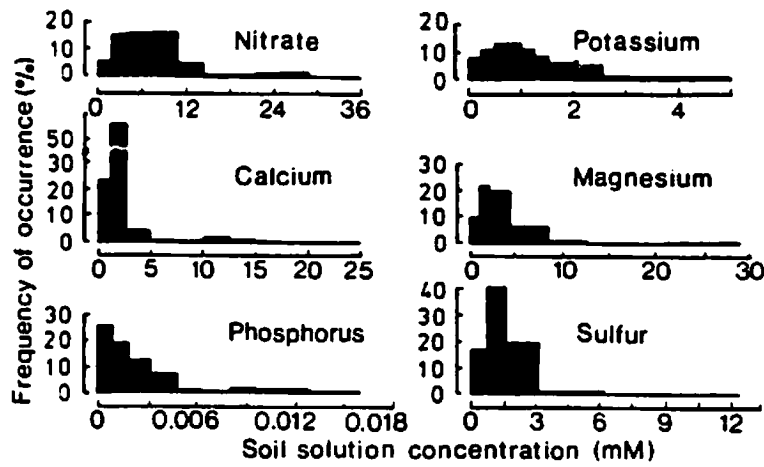 Frequency of occurrence (%)
Nitrate
20
10
0
0 12 24 36
Potassium
20
10
0
0 2 4
Calcium
50
30
20
10
0
0 5 10 15 20 25
Magnesium
30
20
10
0
0 5 10 20 30
Phosphorus
30
20
10
0
0 0.006 0.012 0.018
Sulfur
40
30
20
10
0
0 3 6 9 12
Soil solution concentration (mM)